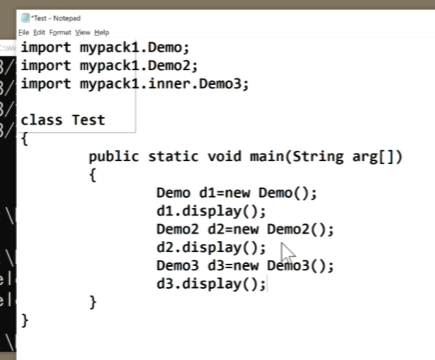 *Test - Notepad
File Edit Format View Help
import mypack1.Demo;
import mypack1.Demo2;
import mypack1.inner.Demo3;
class Test
{
public static void main(String arg[])
{
Demo d1=new Demo();
d1.display();
Demo2 d2=new Demo2();
d2.display();
Demo3 d3=new Demo3();
d3.display();
}
}